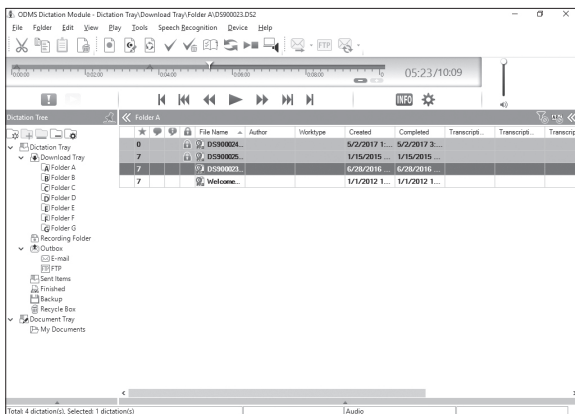 ODMS Dictation Module - Dictation Tray\Download Tray\Folder A\DS900023.DS2
File Folder Edit View Play Tools Speech Recognition Device Help
FTP
0:00:00 0:02:00 0:04:00 0:06:00 0:08:00 0 05:23/10:09
INFO
Dictation Tree Folder A
File Name Author Worktype Created Completed Transcripti... Transcripti... Transcrip
0 DS900024... 5/2/2017 1:... 5/2/2017 3:...
7 DS900025... 1/15/2015 ... 1/15/2015 ...
7 DS900023... 6/28/2016 ... 6/28/2016 ...
7 Welcome... 1/1/2012 1... 1/1/2012 1...
Dictation Tray
Download Tray
A Folder A
B Folder B
C Folder C
D Folder D
E Folder E
F Folder F
G Folder G
Recording Folder
Outbox
E-mail
FTP FTP
Sent Items
Finished
Backup
Recycle Box
Document Tray
My Documents
Total: 4 dictation(s), Selected: 1 dictation(s) Audio